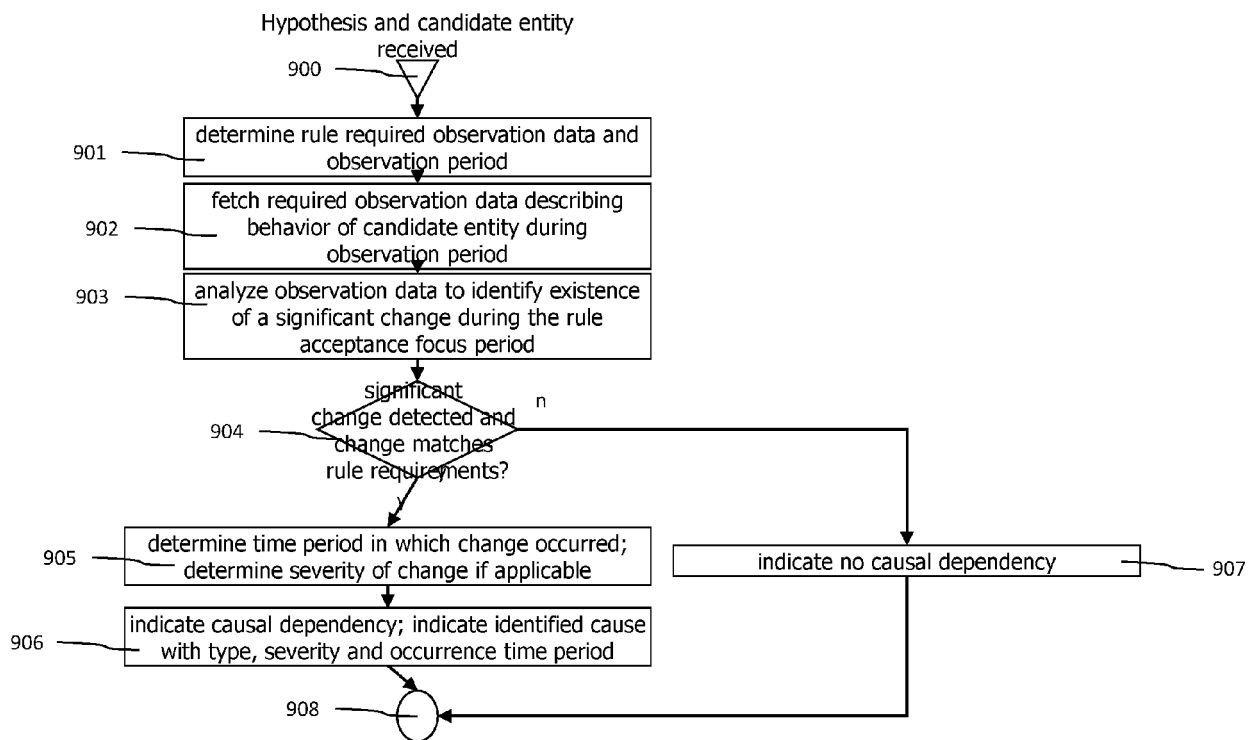 Hypothesis and candidate entity
received
900
determine rule required observation data and
observation period
901
fetch required observation data describing
behavior of candidate entity during
observation period
902
analyze observation data to identify existence
of a significant change during the rule
acceptance focus period
903
significant
change detected and
change matches
rule requirements?
904
n
y
determine time period in which change occurred;
determine severity of change if applicable
905
indicate no causal dependency
907
indicate causal dependency; indicate identified cause
with type, severity and occurrence time period
906
908